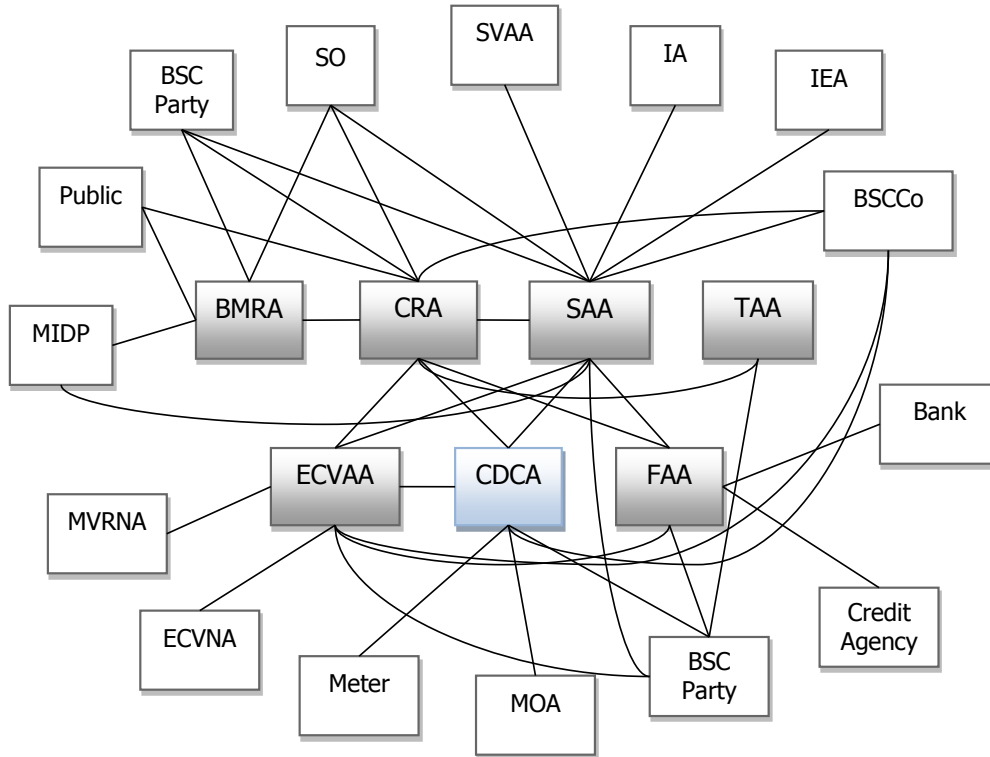 SVAA
SO
IA
BSC
Party
IEA
Public
BSCCo
BMRA
CRA
SAA
TAA
MIDP
Bank
ECVAA
CDCA
FAA
MVRNA
ECVNA
Credit
Agency
Meter
MOA
BSC
Party